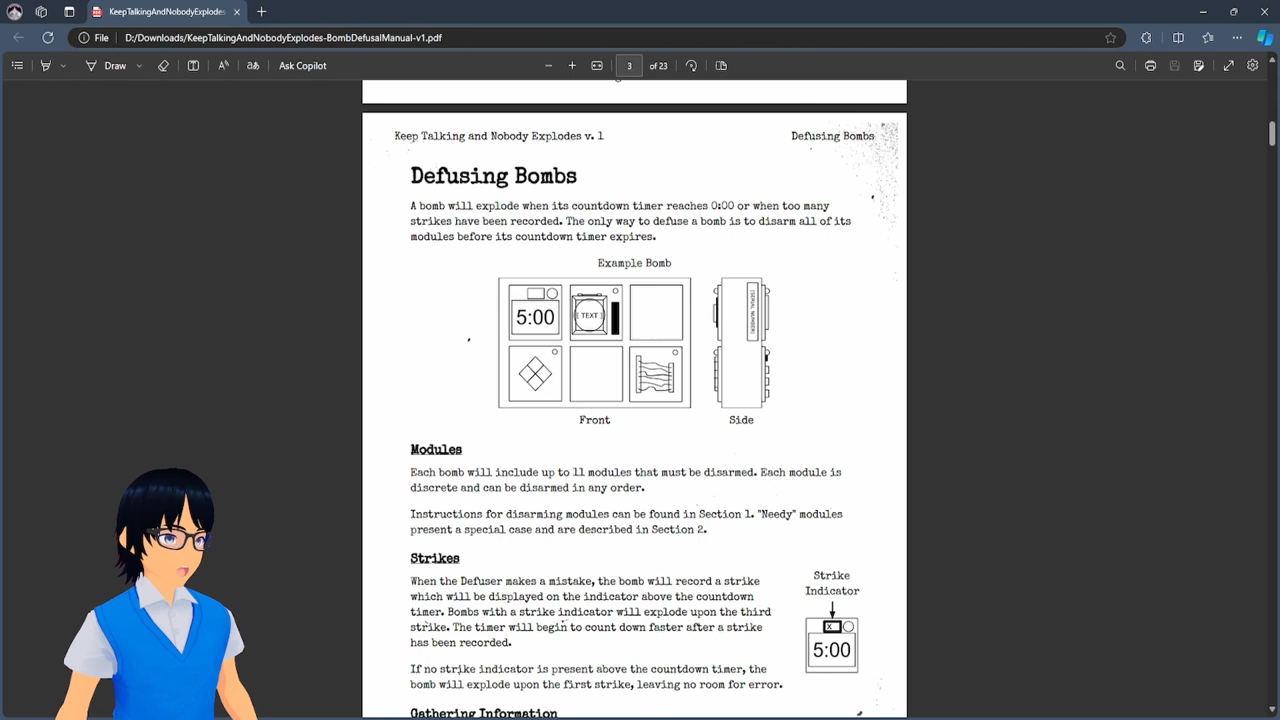 KeepTalkingAndNobodyExplodes
File
D:/Downloads/KeepTalkingAndNobodyExplodes-BombDefusalManual-v1.pdf
Draw
Ask Copilot
3 of 23
Keep Talking and Nobody Explodes v. 1
Defusing Bombs
Defusing Bombs
A bomb will explode when its countdown timer reaches 0:00 or when too many
strikes have been recorded. The only way to defuse a bomb is to disarm all of its
modules before its countdown timer expires.
Example Bomb
5:00
[TEXT]
[SERIAL NUMBER]
Front
Side
Modules
Each bomb will include up to 11 modules that must be disarmed. Each module is
discrete and can be disarmed in any order.
Instructions for disarming modules can be found in Section 1. "Needy" modules
present a special case and are described in Section 2.
Strikes
When the Defuser makes a mistake, the bomb will record a strike
which will be displayed on the indicator above the countdown
timer. Bombs with a strike indicator will explode upon the third
strike. The timer will begin to count down faster after a strike
has been recorded.
Strike
Indicator
X
5:00
If no strike indicator is present above the countdown timer, the
bomb will explode upon the first strike, leaving no room for error.
Gathering Information